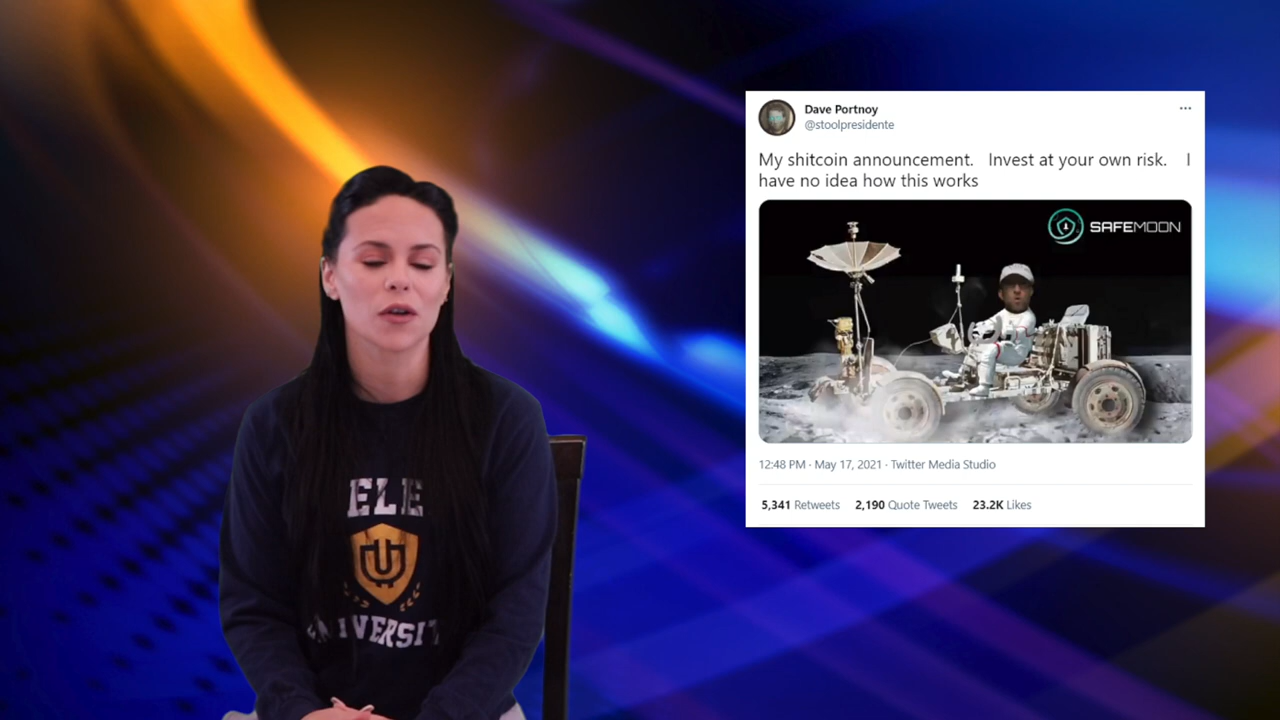 Dave Portnoy
@stoolpresidente
My shitcoin announcement. Invest at your own risk. I
have no idea how this works
SAFEMOON
12:48 PM · May 17, 2021 · Twitter Media Studio
5,341 Retweets 2,190 Quote Tweets 23.2K Likes
ELE